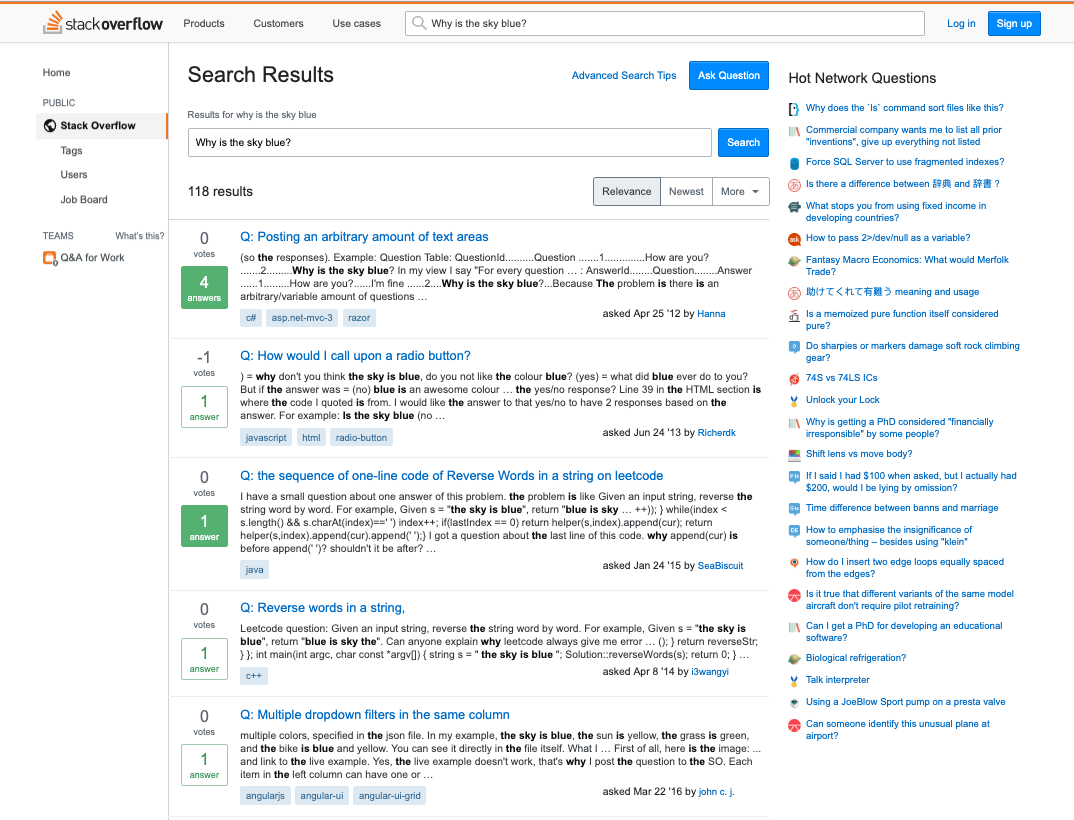 stackoverflow
Products
Customers
Use cases
Why is the sky blue?
Log in
Sign up
Home
PUBLIC
Stack Overflow
Tags
Users
Job Board
TEAMS
What's this?
Q&A for Work
Search Results
Advanced Search Tips
Ask Question
Results for why is the sky blue
Why is the sky blue?
Search
118 results
Relevance
Newest
More
0
votes
4
answers
Q: Posting an arbitrary amount of text areas
(so the responses). Example: Question Table: QuestionId..........Question .......1.............How are you?
.......2.........Why is the sky blue? In my view I say "For every question … : AnswerId........Question........Answer
......1.........How are you?......I'm fine ......2....Why is the sky blue?...Because The problem is there is an
arbitrary/variable amount of questions …
c#
asp.net-mvc-3
razor
asked Apr 25 '12 by Hanna
-1
votes
1
answer
Q: How would I call upon a radio button?
) = why don't you think the sky is blue, do you not like the colour blue? (yes) = what did blue ever do to you?
But if the answer was = (no) blue is an awesome colour … the yes/no response? Line 39 in the HTML section is
where the code I quoted is from. I would like the answer to that yes/no to have 2 responses based on the
answer. For example: Is the sky blue (no …
javascript
html
radio-button
asked Jun 24 '13 by Richerdk
0
votes
1
answer
Q: the sequence of one-line code of Reverse Words in a string on leetcode
I have a small question about one answer of this problem. the problem is like Given an input string, reverse the
string word by word. For example, Given s = "the sky is blue", return "blue is sky … ++)); } while(index <
s.length() && s.charAt(index)==' ') index++; if(lastIndex == 0) return helper(s,index).append(cur); return
helper(s,index).append(cur).append(' ');} I got a question about the last line of this code. why append(cur) is
before append(' ')? shouldn't it be after? …
java
asked Jan 24 '15 by SeaBiscuit
0
votes
1
answer
Q: Reverse words in a string,
Leetcode question: Given an input string, reverse the string word by word. For example, Given s = "the sky is
blue", return "blue is sky the". Can anyone explain why leetcode always give me error … (); } return reverseStr;
} }; int main(int argc, char const *argv[]) { string s = " the sky is blue "; Solution::reverseWords(s); return 0; } …
c++
asked Apr 8 '14 by i3wangyi
0
votes
1
answer
Q: Multiple dropdown filters in the same column
multiple colors, specified in the json file. In my example, the sky is blue, the sun is yellow, the grass is green,
and the bike is blue and yellow. You can see it directly in the file itself. What I … First of all, here is the image: ...
and link to the live example. Yes, the live example doesn't work, that's why I post the question to the SO. Each
item in the left column can have one or …
angularjs
angular-ui
angular-ui-grid
asked Mar 22 '16 by john c. j.
Hot Network Questions
Why does the `ls` command sort files like this?
Commercial company wants me to list all prior
"inventions", give up everything not listed
Force SQL Server to use fragmented indexes?
Is there a difference between 辞典 and 辞書 ?
What stops you from using fixed income in
developing countries?
How to pass 2>/dev/null as a variable?
Fantasy Macro Economics: What would Merfolk
Trade?
助けてくれて有難う meaning and usage
Is a memoized pure function itself considered
pure?
Do sharpies or markers damage soft rock climbing
gear?
74S vs 74LS ICs
Unlock your Lock
Why is getting a PhD considered "financially
irresponsible" by some people?
Shift lens vs move body?
If I said I had $100 when asked, but I actually had
$200, would I be lying by omission?
Time difference between banns and marriage
How to emphasise the insignificance of
someone/thing – besides using "klein"
How do I insert two edge loops equally spaced
from the edges?
Is it true that different variants of the same model
aircraft don't require pilot retraining?
Can I get a PhD for developing an educational
software?
Biological refrigeration?
Talk interpreter
Using a JoeBlow Sport pump on a presta valve
Can someone identify this unusual plane at
airport?